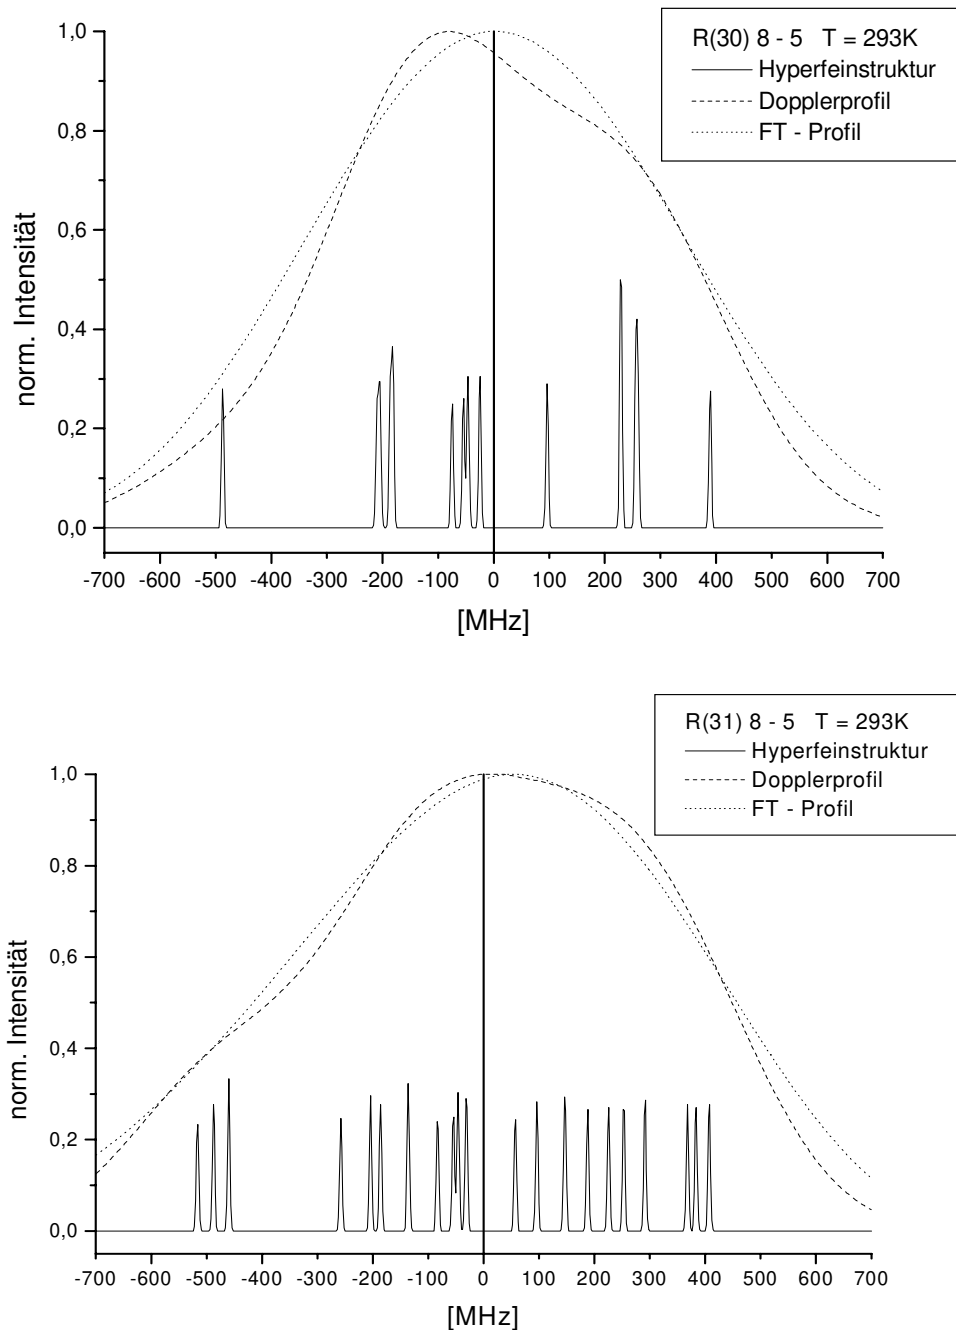 R(30) 8 - 5 T = 293K
Hyperfeinstruktur
Dopplerprofil
FT - Profil
norm. Intensität
1,0
0,8
0,6
0,4
0,2
0,0
-700 -600 -500 -400 -300 -200 -100 0 100 200 300 400 500 600 700
[MHz]
R(31) 8 - 5 T = 293K
Hyperfeinstruktur
Dopplerprofil
FT - Profil
norm. Intensität
1,0
0,8
0,6
0,4
0,2
0,0
-700 -600 -500 -400 -300 -200 -100 0 100 200 300 400 500 600 700
[MHz]